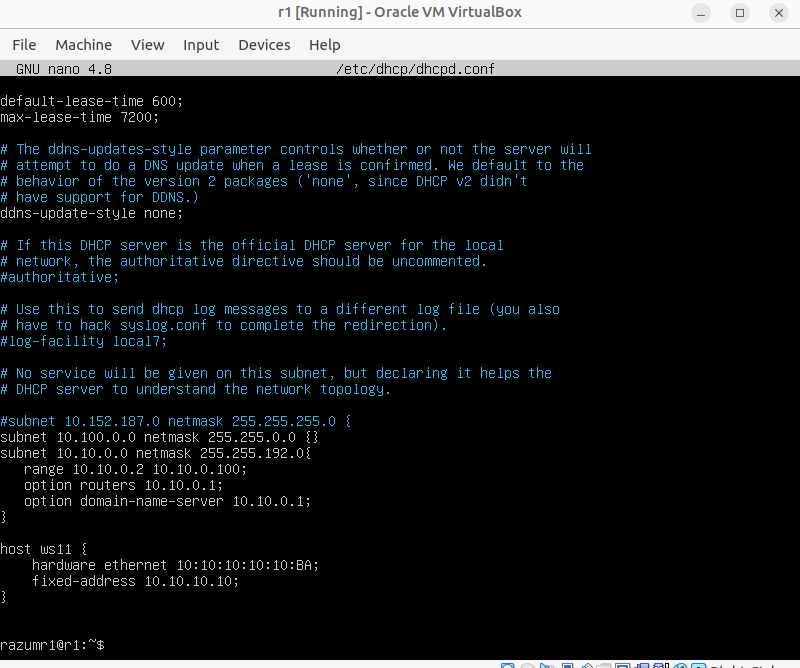 r1 [Running] - Oracle VM VirtualBox
File Machine View Input Devices Help
GNU nano 4.8 /etc/dhcp/dhcpd.conf
default-lease-time 600;
max-lease-time 7200;
# The ddns-updates-style parameter controls whether or not the server will
# attempt to do a DNS update when a lease is confirmed. We default to the
# behavior of the version 2 packages ('none', since DHCP v2 didn't
# have support for DDNS.)
ddns-update-style none;
# If this DHCP server is the official DHCP server for the local
# network, the authoritative directive should be uncommented.
#authoritative;
# Use this to send dhcp log messages to a different log file (you also
# have to hack syslog.conf to complete the redirection).
#log-facility local7;
# No service will be given on this subnet, but declaring it helps the
# DHCP server to understand the network topology.
#subnet 10.152.187.0 netmask 255.255.255.0 {
subnet 10.100.0.0 netmask 255.255.0.0 {}
subnet 10.10.0.0 netmask 255.255.192.0{
range 10.10.0.2 10.10.0.100;
option routers 10.10.0.1;
option domain-name-server 10.10.0.1;
}
host ws11 {
hardware ethernet 10:10:10:10:10:BA;
fixed-address 10.10.10.10;
}
razumr1@r1:~$